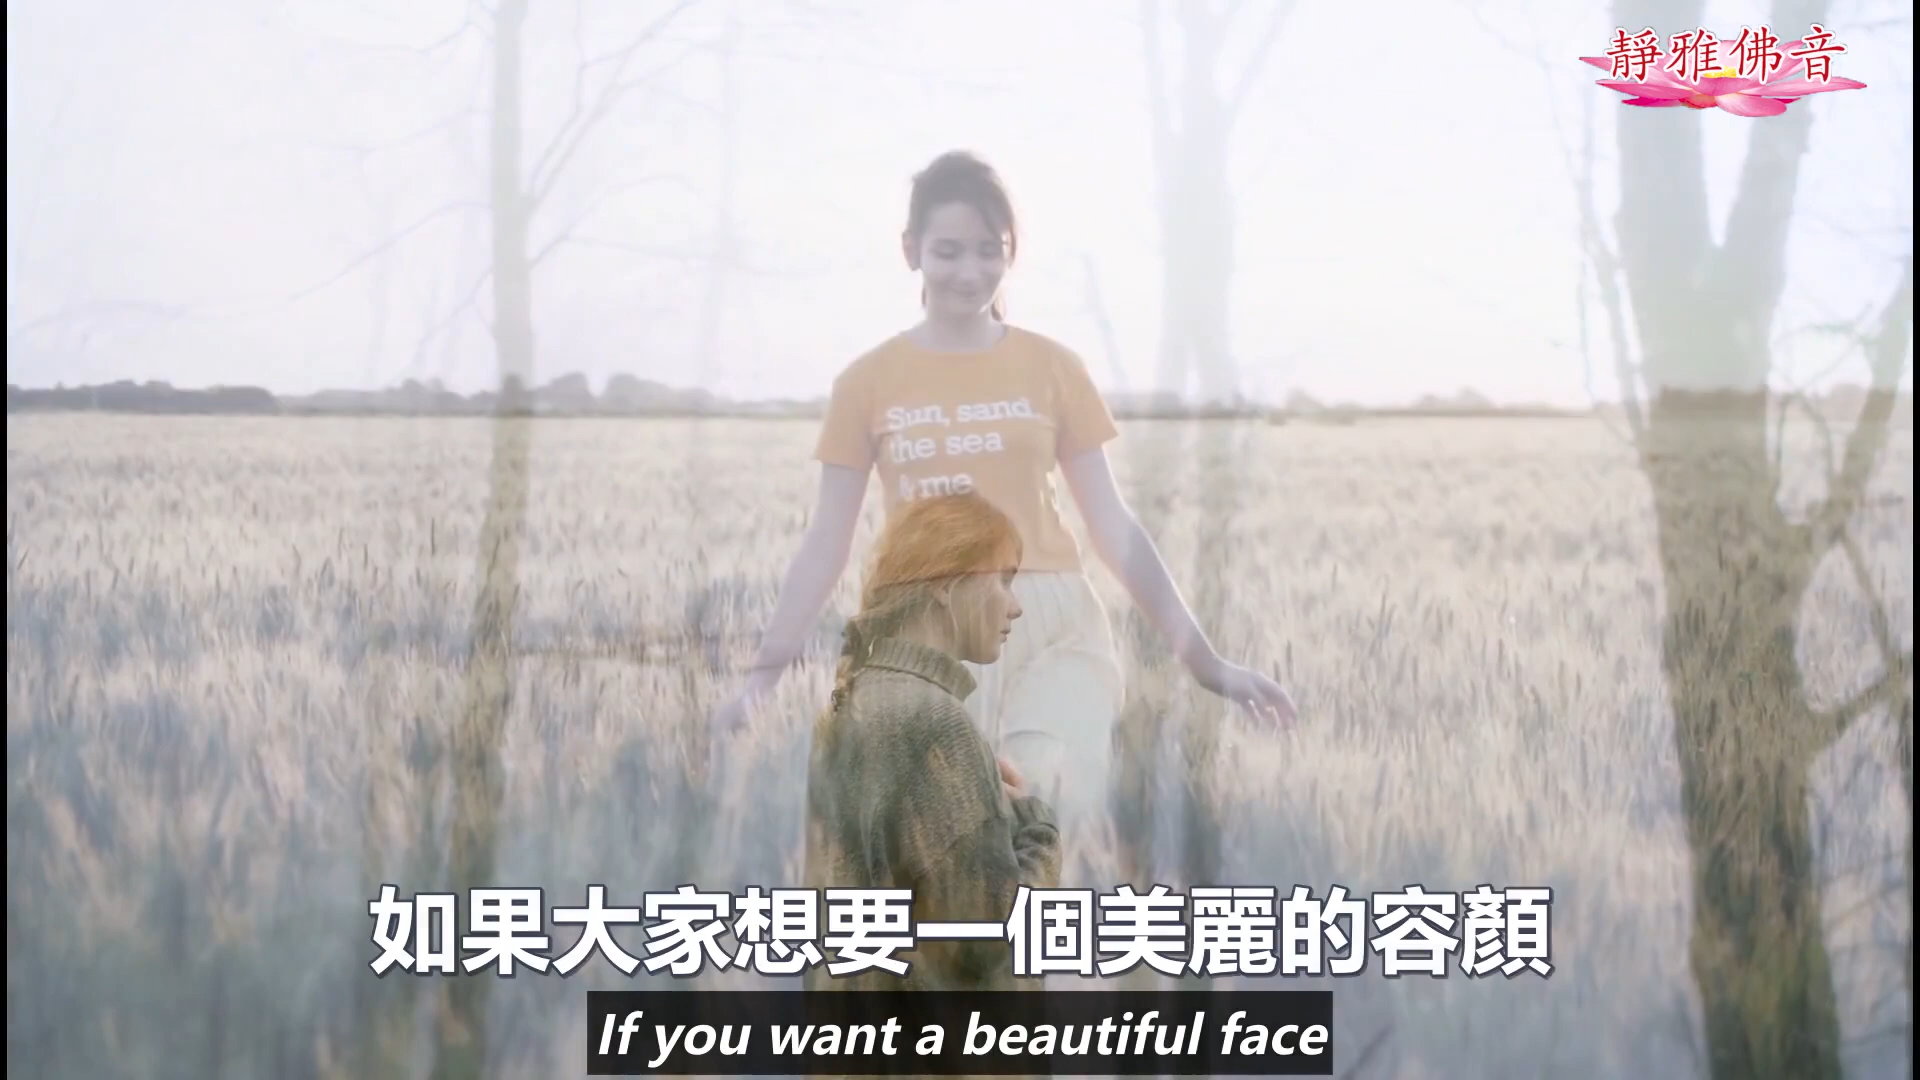 靜雅佛音
Sun, sand,
the sea
& me
如果大家想要一個美麗的容顏
If you want a beautiful face